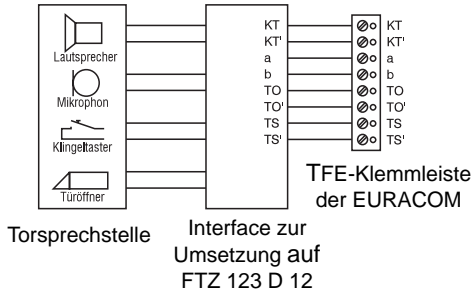 Lautsprecher
Mikrophon
Klingeltaster
Türöffner
KT
KT'
a
b
TO
TO'
TS
TS'
KT
KT'
a
b
TO
TO'
TS
TS'
Torsprechstelle
Interface zur
Umsetzung auf
FTZ 123 D 12
TFE-Klemmleiste
der EURACOM